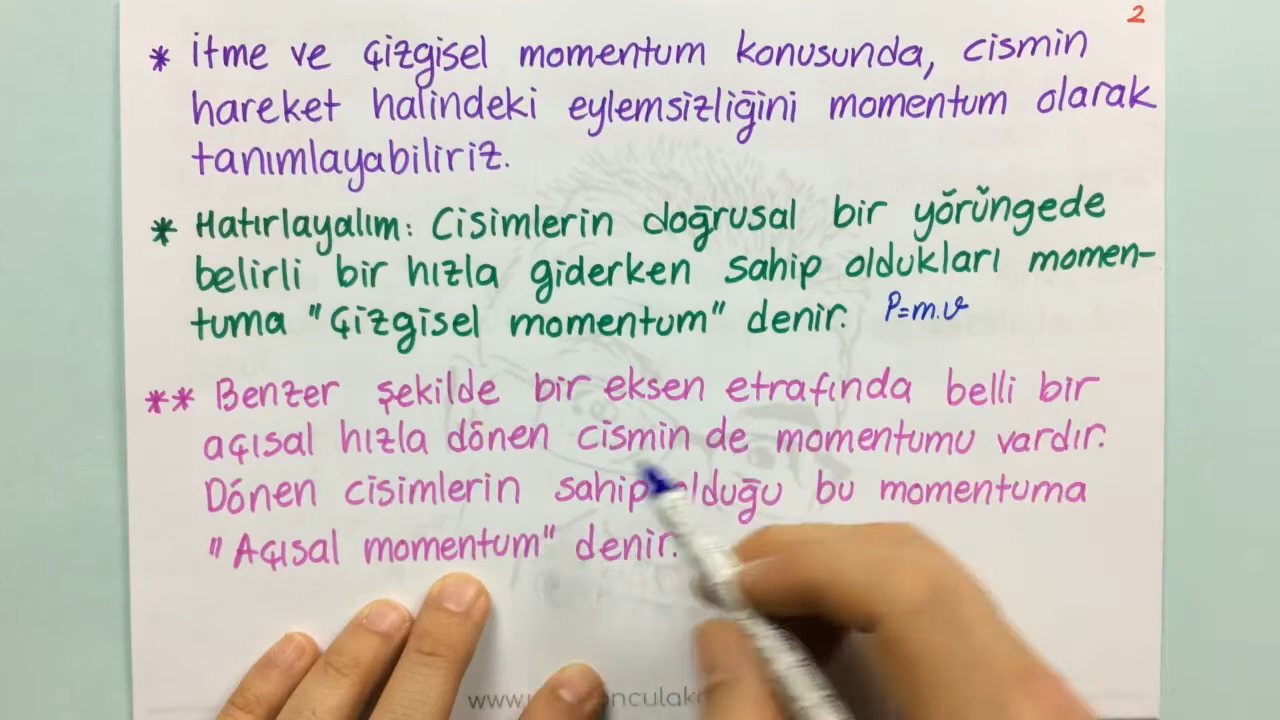 2
* İtme ve çizgisel momentum konusunda, cismin
hareket halindeki eylemsizliğini momentum olarak
tanımlayabiliriz.
* Hatırlayalım: Cisimlerin doğrusal bir yörüngede
belirli bir hızla giderken sahip oldukları momen-
tuma "Çizgisel momentum" denir. P=m.v
** Benzer şekilde bir eksen etrafında belli bir
açısal hızla dönen cismin de momentumu vardır.
Dönen cisimlerin sahip olduğu bu momentuma
"Açısal momentum" denir.